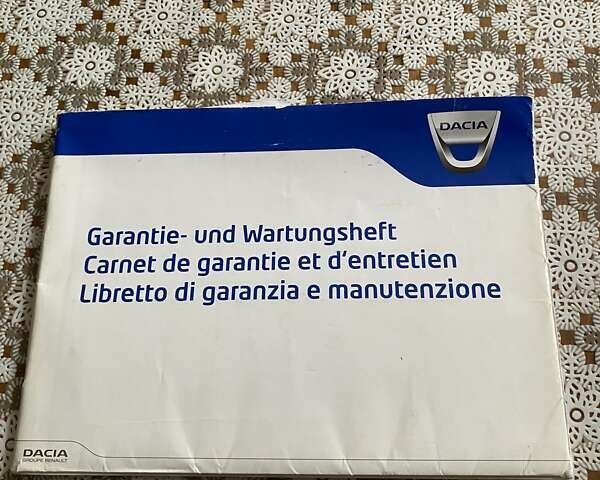 DACIA
Garantie- und Wartungsheft
Carnet de garantie et d'entretien
Libretto di garanzia e manutenzione
DACIA
GROUPE RENAULT